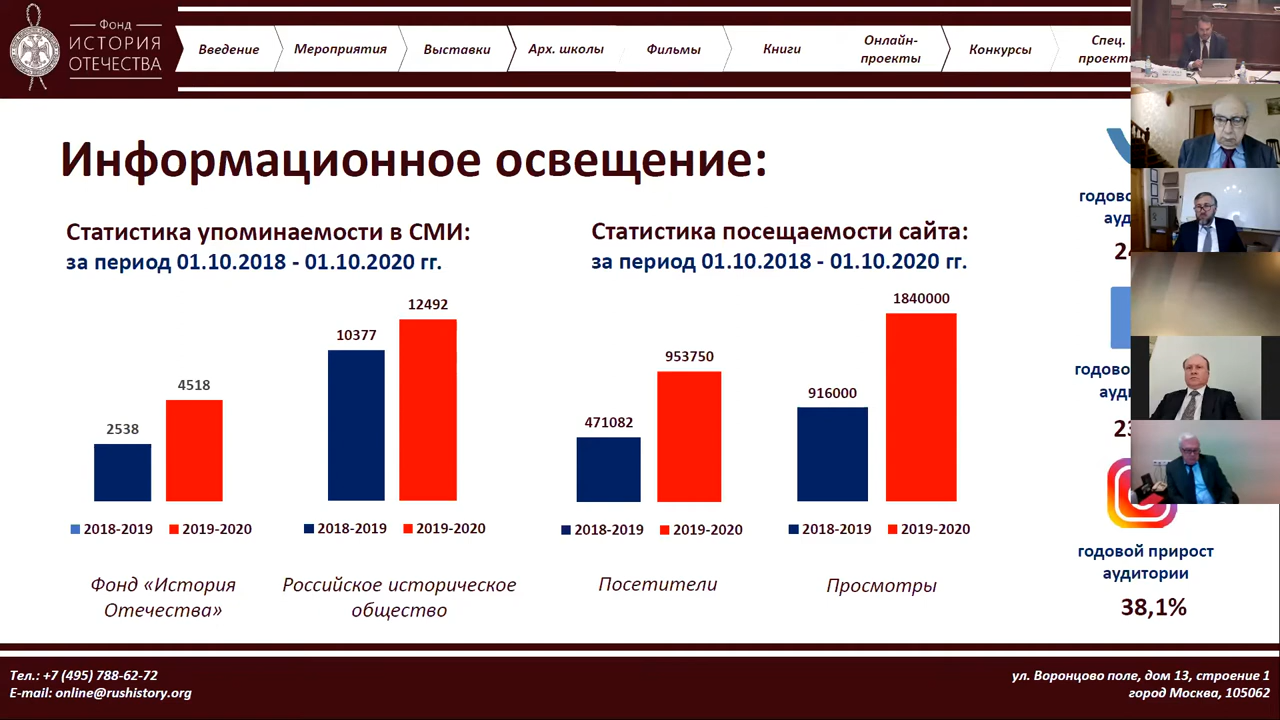 Фонд
ИСТОРИЯ
ОТЕЧЕСТВА
Введение
Мероприятия
Выставки
Арх. школы
Фильмы
Книги
Онлайн-
проекты
Конкурсы
Спец.
Информационное освещение:
Статистика упоминаемости в СМИ:
за период 01.10.2018 - 01.10.2020 гг.
2538
4518
10377
12492
2018-2019
2019-2020
2018-2019
2019-2020
Фонд «История
Отечества»
Российское историческое
общество
Статистика посещаемости сайта:
за период 01.10.2018 - 01.10.2020 гг.
471082
953750
916000
1840000
2018-2019
2019-2020
2018-2019
2019-2020
Посетители
Просмотры
годовой прирост
аудитории
38,1%
Тел.: +7 (495) 788-62-72
E-mail: online@rushistory.org
ул. Воронцово поле, дом 13, строение 1
город Москва, 105062